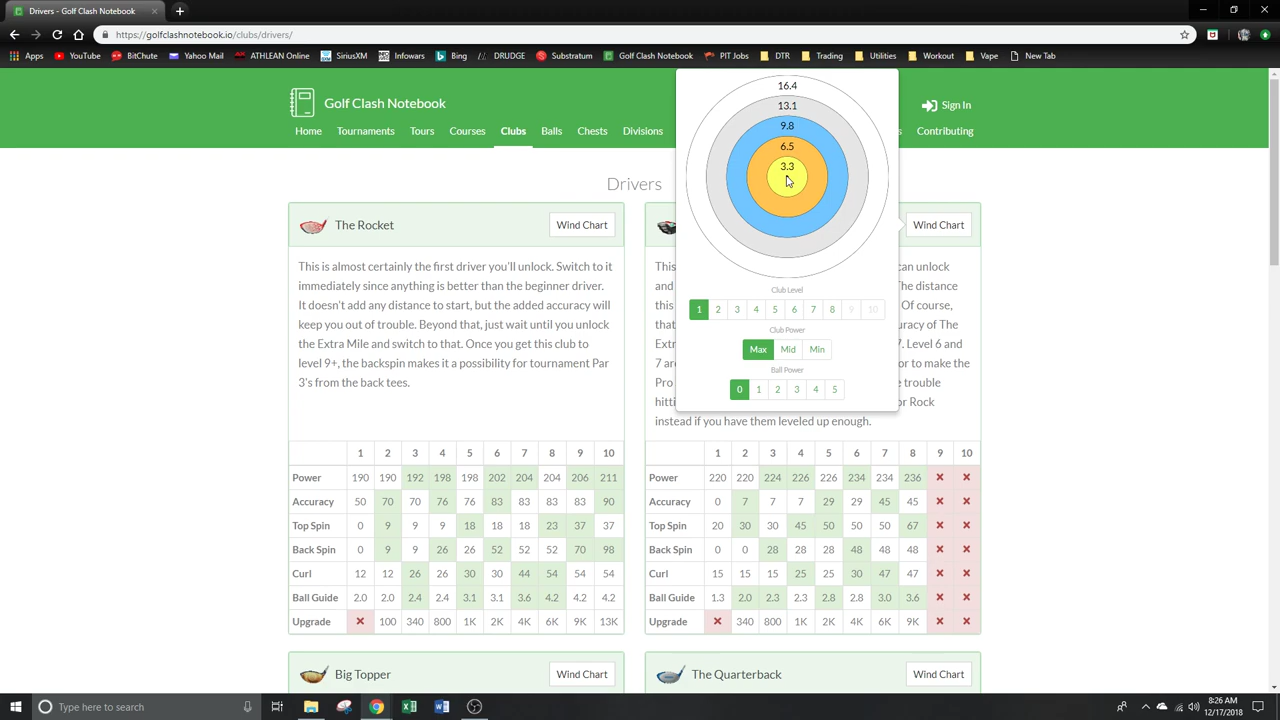 Drivers - Golf Clash Notebook
https://golfclashnotebook.io/clubs/drivers/
Apps YouTube BitChute Yahoo Mail ATHLEAN Online SiriusXM Infowars Bing DRUDGE Substratum Golf Clash Notebook PIT Jobs DTR Trading Utilities Workout Vape New Tab
Golf Clash Notebook
Sign In
Home Tournaments Tours Courses Clubs Balls Chests Divisions
Contributing
16.4
13.1
9.8
6.5
3.3
Club Level
1 2 3 4 5 6 7 8 9 10
Club Power
Max Mid Min
Ball Power
0 1 2 3 4 5
Drivers
The Rocket Wind Chart
This is almost certainly the first driver you'll unlock. Switch to it
immediately since anything is better than the beginner driver.
It doesn't add any distance to start, but the added accuracy will
keep you out of trouble. Beyond that, just wait until you unlock
the Extra Mile and switch to that. Once you get this club to
level 9+, the backspin makes it a possibility for tournament Par
3's from the back tees.
1 2 3 4 5 6 7 8 9 10
Power 190 190 192 198 198 202 204 204 206 211
Accuracy 50 70 70 76 76 83 83 83 83 90
Top Spin 0 9 9 9 18 18 18 23 37 37
Back Spin 0 9 9 26 26 52 52 52 70 98
Curl 12 12 26 26 30 30 44 54 54 54
Ball Guide 2.0 2.0 2.4 2.4 3.1 3.1 3.6 4.2 4.2 4.2
Upgrade × 100 340 800 1K 2K 4K 6K 9K 13K
Wind Chart
This can unlock
and The distance
this Of course,
that uracy of The
Extr 7. Level 6 and
7 are or to make the
Pro trouble
hitti or Rock
instead if you have them leveled up enough.
1 2 3 4 5 6 7 8 9 10
Power 220 220 224 226 226 234 234 236 × ×
Accuracy 0 7 7 7 29 29 45 45 × ×
Top Spin 20 30 30 45 50 50 50 67 × ×
Back Spin 0 0 28 28 28 48 48 48 × ×
Curl 15 15 15 25 25 30 47 47 × ×
Ball Guide 1.3 2.0 2.3 2.3 2.8 2.8 3.0 3.6 × ×
Upgrade × 340 800 1K 2K 4K 6K 9K × ×
Big Topper Wind Chart
The Quarterback Wind Chart
Type here to search
8:26 AM
12/17/2018